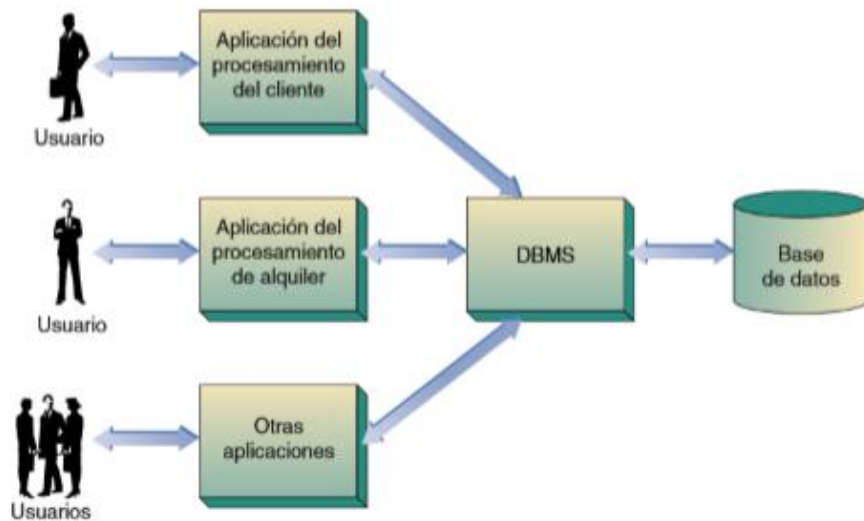 Aplicación del
procesamiento
del cliente
Usuario
Aplicación del
procesamiento
de alquiler
DBMS
Base
de datos
Usuario
Otras
aplicaciones
Usuarios